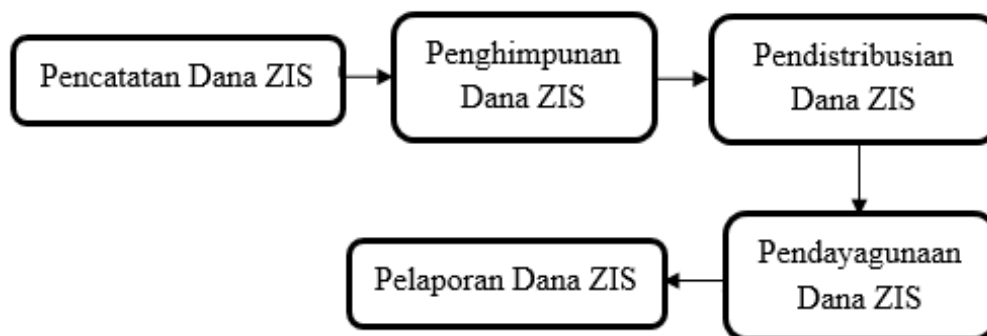 Pencatatan Dana ZIS
Penghimpunan
Dana ZIS
Pendistribusian
Dana ZIS
Pendayagunaan
Dana ZIS
Pelaporan Dana ZIS